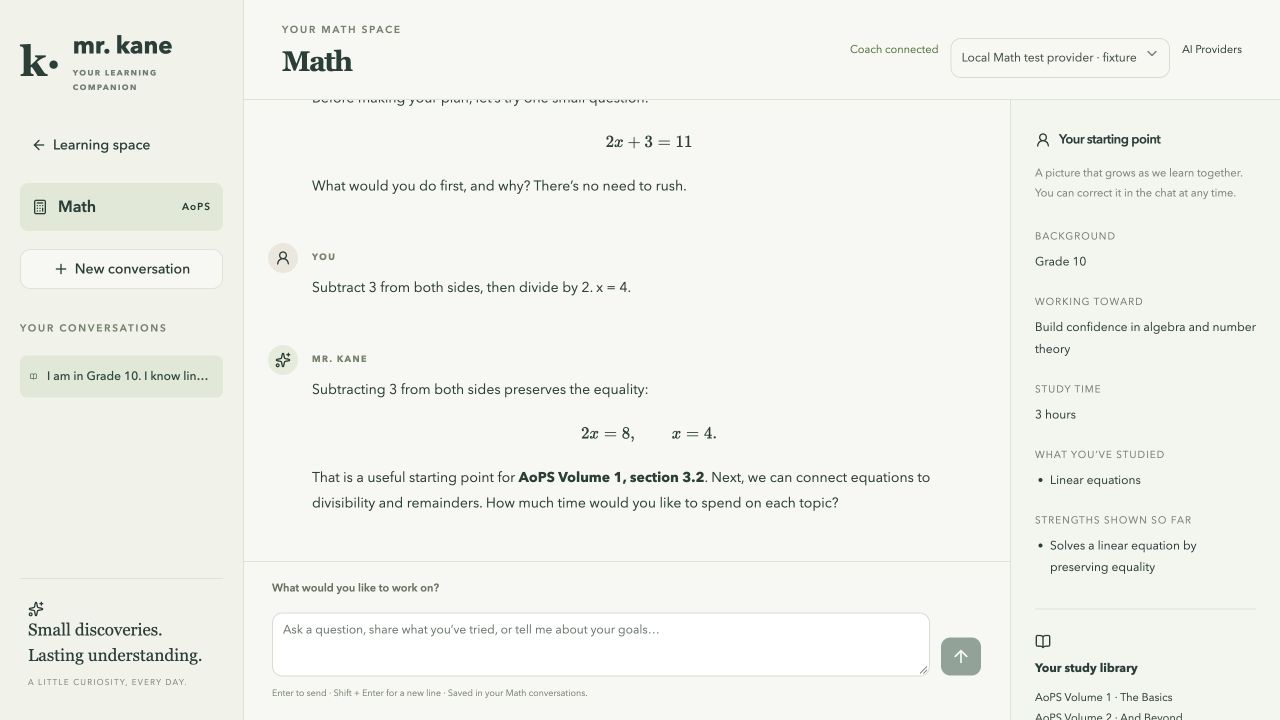 k.
mr. kane
YOUR LEARNING
COMPANION
Learning space
Math AoPS
New conversation
YOUR CONVERSATIONS
I am in Grade 10. I know lin…
Small discoveries.
Lasting understanding.
A LITTLE CURIOSITY, EVERY DAY.
YOUR MATH SPACE
Math
Coach connected
Local Math test provider · fixture
AI Providers
Before making your plan, let's try one small question:
2x + 3 = 11
What would you do first, and why? There's no need to rush.
YOU
Subtract 3 from both sides, then divide by 2. x = 4.
MR. KANE
Subtracting 3 from both sides preserves the equality:
2x = 8, x = 4.
That is a useful starting point for AoPS Volume 1, section 3.2. Next, we can connect equations to
divisibility and remainders. How much time would you like to spend on each topic?
What would you like to work on?
Ask a question, share what you've tried, or tell me about your goals…
Enter to send · Shift + Enter for a new line · Saved in your Math conversations.
Your starting point
A picture that grows as we learn together.
You can correct it in the chat at any time.
BACKGROUND
Grade 10
WORKING TOWARD
Build confidence in algebra and number
theory
STUDY TIME
3 hours
WHAT YOU'VE STUDIED
• Linear equations
STRENGTHS SHOWN SO FAR
• Solves a linear equation by
preserving equality
Your study library
AoPS Volume 1 · The Basics
AoPS Volume 2 · And Beyond